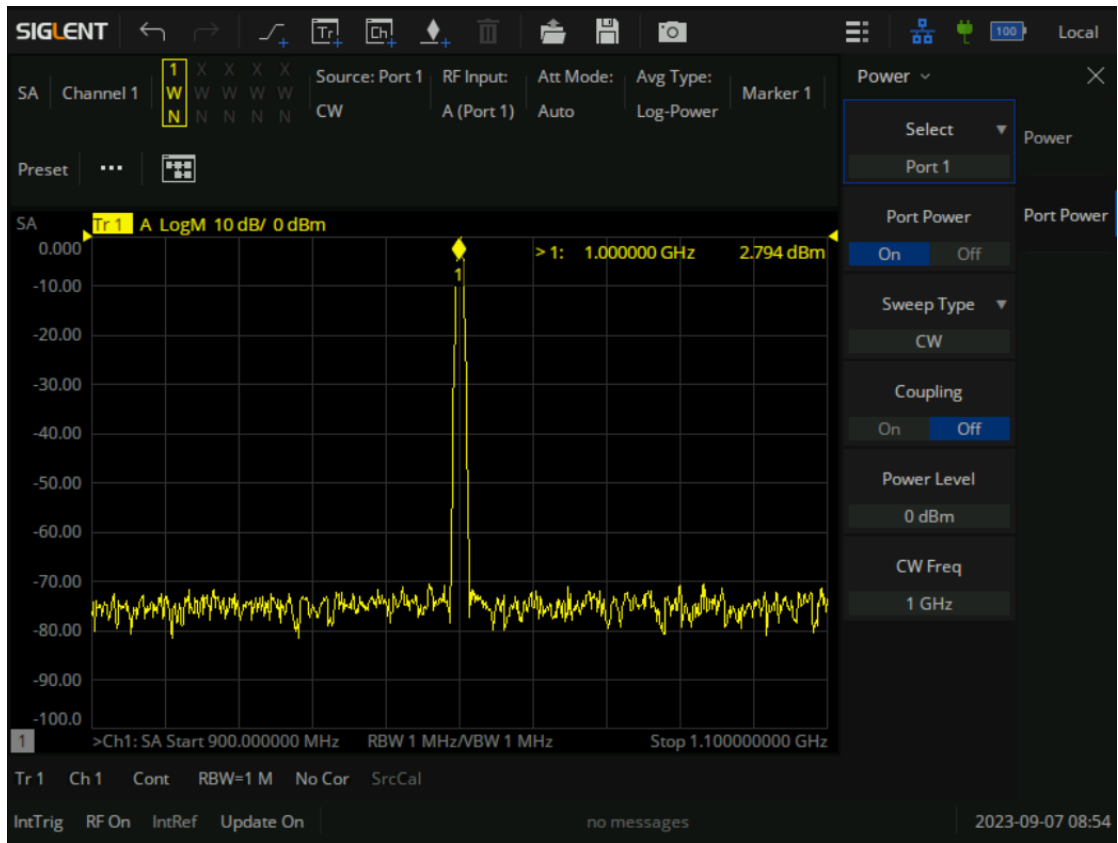 SIGLENT Tr Ch 100 Local
SA Channel 1 1 X X X X Source: Port 1 RF Input: Att Mode: Avg Type: Marker 1
W W W W W
N N N N N CW A (Port 1) Auto Log-Power
Preset ...
SA Tr 1 A LogM 10 dB/ 0 dBm
0.000 > 1: 1.000000 GHz 2.794 dBm
1
-10.00
-20.00
-30.00
-40.00
-50.00
-60.00
-70.00
-80.00
-90.00
-100.0
1 >Ch1: SA Start 900.000000 MHz RBW 1 MHz/VBW 1 MHz Stop 1.100000000 GHz
Power
Select
Port 1
Port Power
On Off
Sweep Type
CW
Coupling
On Off
Power Level
0 dBm
CW Freq
1 GHz
Power
Port Power
Tr 1 Ch 1 Cont RBW=1 M No Cor SrcCal
IntTrig RF On IntRef Update On no messages 2023-09-07 08:54